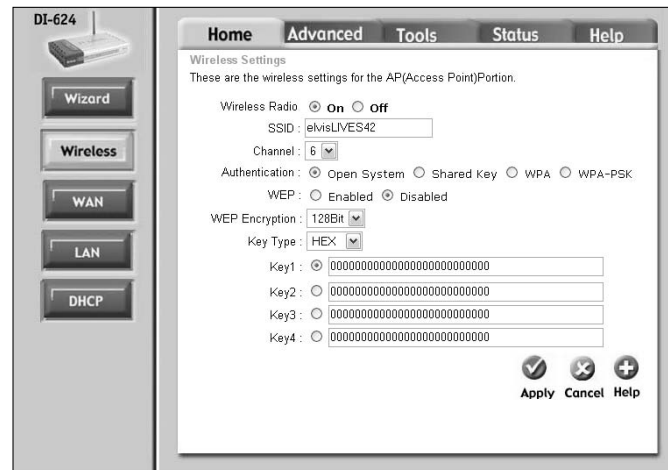 DI-624
Home Advanced Tools Status Help
Wizard
Wireless
WAN
LAN
DHCP
Wireless Settings
These are the wireless settings for the AP(Access Point)Portion.
Wireless Radio On Off
SSID : elvisLIVES42
Channel : 6
Authentication : Open System Shared Key WPA WPA-PSK
WEP : Enabled Disabled
WEP Encryption : 128Bit
Key Type : HEX
Key1 : 00000000000000000000000000
Key2 : 00000000000000000000000000
Key3 : 00000000000000000000000000
Key4 : 00000000000000000000000000
Apply Cancel Help